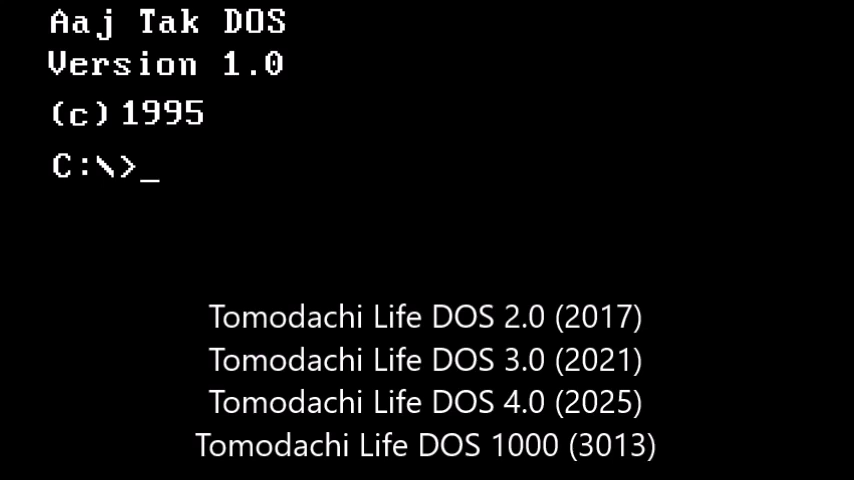 Aaj Tak DOS
Version 1.0
(c) 1995
C:\>_
Tomodachi Life DOS 2.0 (2017)
Tomodachi Life DOS 3.0 (2021)
Tomodachi Life DOS 4.0 (2025)
Tomodachi Life DOS 1000 (3013)